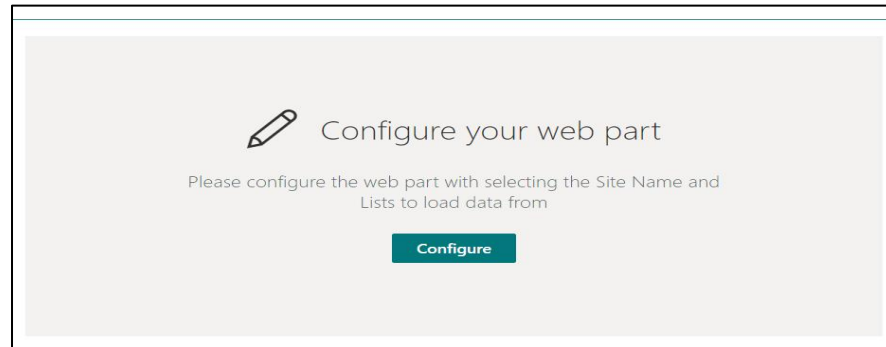 Configure your web part
Please configure the web part with selecting the Site Name and
Lists to load data from
Configure